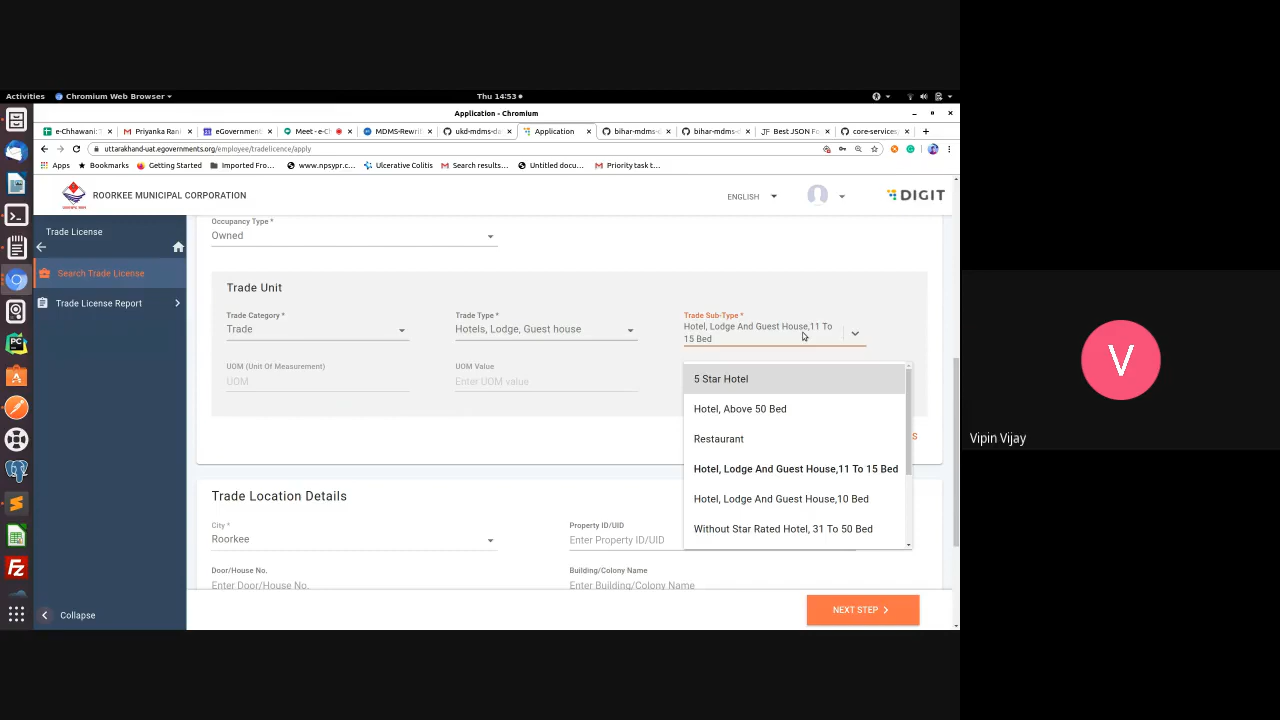 Activities
Chromium Web Browser
Thu 14:53
Application - Chromium
e-Chhawani: T
Priyanka Ran
eGovernment
Meet - e-C
MDMS-Rewri
ukd-mdms-da
Application
bihar-mdms-d
bihar-mdms-d
Best JSON Fo
core-services
uttarakhand-uat.egovernments.org/employee/tradelicence/apply
Apps
Bookmarks
Getting Started
Imported Fro...
www.npsypr.c...
Ulcerative Colitis
Search results...
Untitled docu...
Priority task t...
ROORKEE MUNICIPAL CORPORATION
ENGLISH
DIGIT
Trade License
Search Trade License
Trade License Report
Collapse
Occupancy Type *
Owned
Trade Unit
Trade Category *
Trade
Trade Type *
Hotels, Lodge, Guest house
Trade Sub-Type *
Hotel, Lodge And Guest House,11 To
15 Bed
UOM (Unit Of Measurement)
UOM
UOM Value
Enter UOM value
5 Star Hotel
Hotel, Above 50 Bed
Restaurant
Hotel, Lodge And Guest House,11 To 15 Bed
Hotel, Lodge And Guest House,10 Bed
Without Star Rated Hotel, 31 To 50 Bed
S
Trade Location Details
City *
Roorkee
Property ID/UID
Enter Property ID/UID
Door/House No.
Enter Door/House No.
Building/Colony Name
Enter Building/Colony Name
NEXT STEP
V
Vipin Vijay